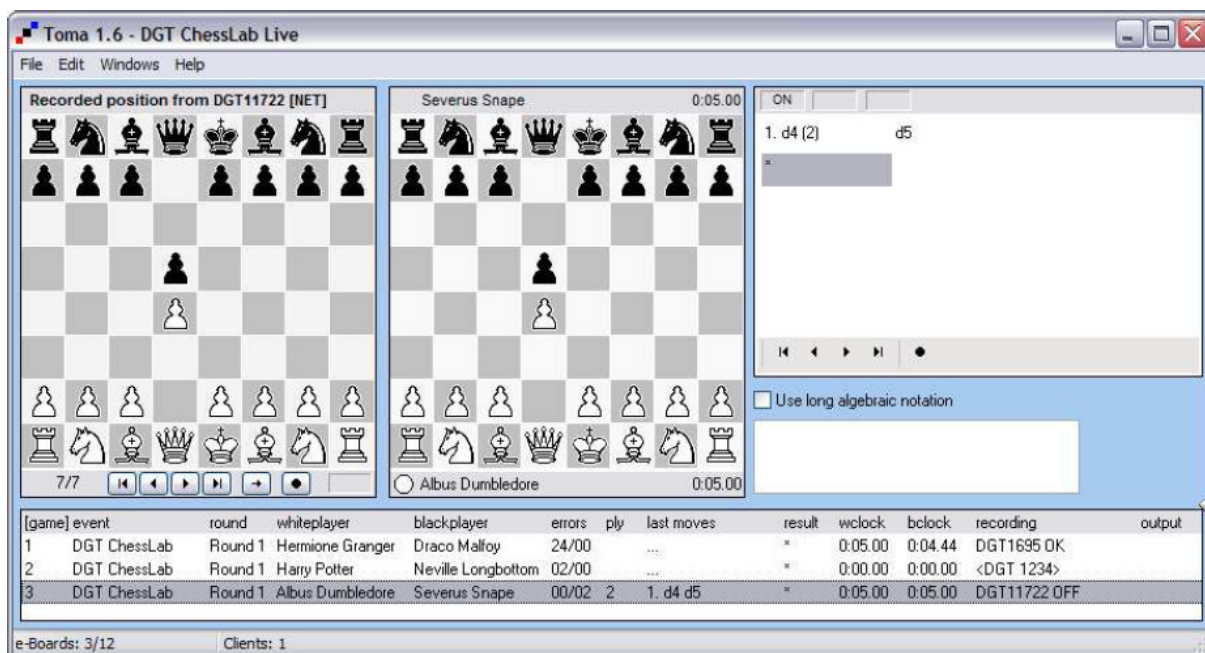 Toma 1.6 - DGT ChessLab Live
File Edit Windows Help
Recorded position from DGT11722 [NET]
7/7
Severus Snape 0:05.00
Albus Dumbledore 0:05.00
ON
1. d4 (2) d5
*
Use long algebraic notation
[game] event round whiteplayer blackplayer errors ply last moves result wclock bclock recording output
1 DGT ChessLab Round 1 Hermione Granger Draco Malfoy 24/00 ... * 0:05.00 0:04.44 DGT1695 OK
2 DGT ChessLab Round 1 Harry Potter Neville Longbottom 02/00 ... * 0:00.00 0:00.00 <DGT 1234>
3 DGT ChessLab Round 1 Albus Dumbledore Severus Snape 00/02 2 1. d4 d5 * 0:05.00 0:05.00 DGT11722 OFF
e-Boards: 3/12 Clients: 1